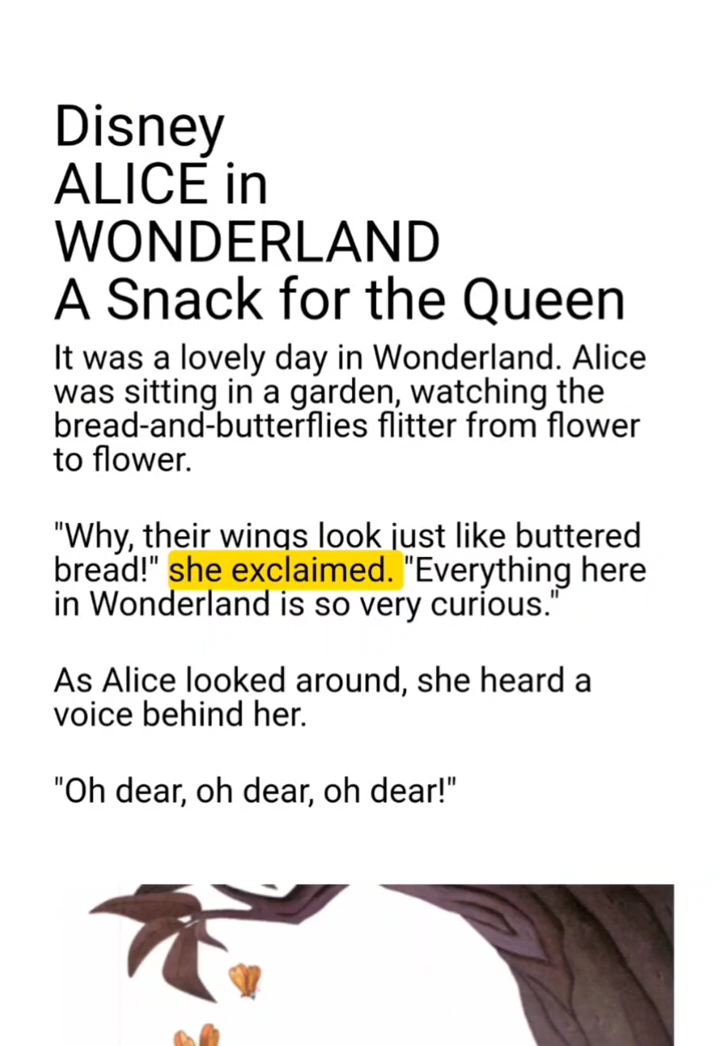 Disney
ALICE in
WONDERLAND
A Snack for the Queen
It was a lovely day in Wonderland. Alice
was sitting in a garden, watching the
bread-and-butterflies flitter from flower
to flower.
"Why, their wings look just like buttered
bread!" she exclaimed. "Everything here
in Wonderland is so very curious."
As Alice looked around, she heard a
voice behind her.
"Oh dear, oh dear, oh dear!"